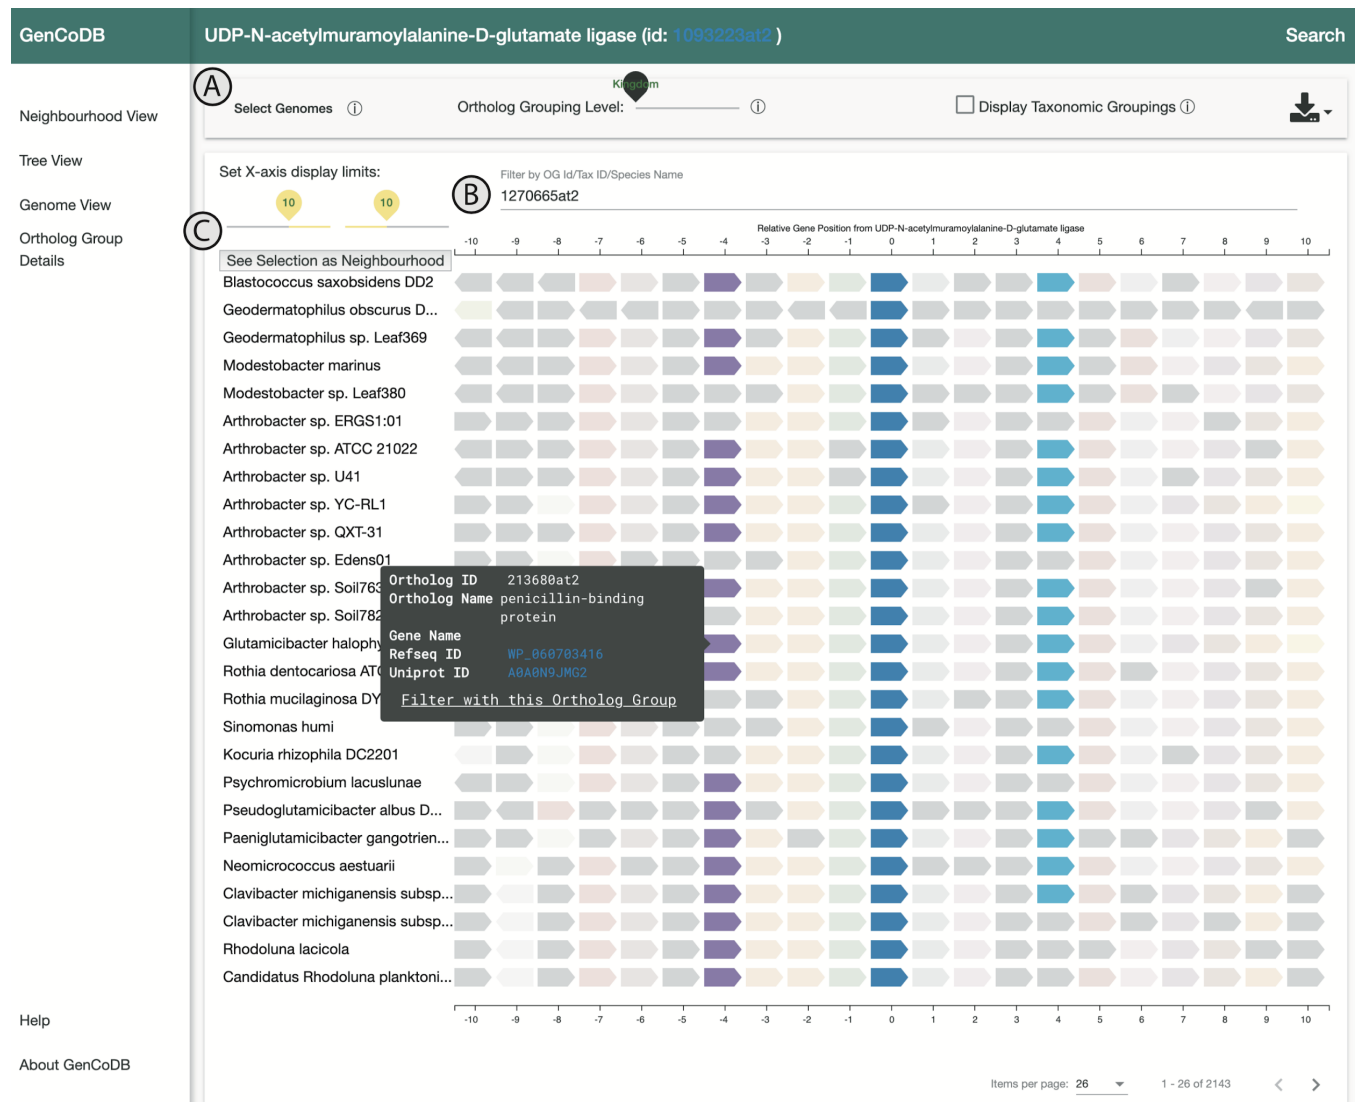 GenCoDB
UDP-N-acetylmuramoylalanine-D-glutamate ligase (id: 1093223at2 )
Search
A
Kingdom
Select Genomes
Ortholog Grouping Level:
Display Taxonomic Groupings
Neighbourhood View
Tree View
Genome View
Ortholog Group
Details
Set X-axis display limits:
10
10
B
Filter by OG Id/Tax ID/Species Name
1270665at2
C
Relative Gene Position from UDP-N-acetylmuramoylalanine-D-glutamate ligase
-10 -9 -8 -7 -6 -5 -4 -3 -2 -1 0 1 2 3 4 5 6 7 8 9 10
See Selection as Neighbourhood
Blastococcus saxobsidens DD2
Geodermatophilus obscurus D...
Geodermatophilus sp. Leaf369
Modestobacter marinus
Modestobacter sp. Leaf380
Arthrobacter sp. ERGS1:01
Arthrobacter sp. ATCC 21022
Arthrobacter sp. U41
Arthrobacter sp. YC-RL1
Arthrobacter sp. QXT-31
Arthrobacter sp. Edens01
Arthrobacter sp. Soil763
Arthrobacter sp. Soil782
Glutamicibacter halophy
Rothia dentocariosa ATC
Rothia mucilaginosa DY
Ortholog ID 213680at2
Ortholog Name penicillin-binding
protein
Gene Name
Refseq ID WP_060703416
Uniprot ID A0A0N9JMG2
Filter with this Ortholog Group
Sinomonas humi
Kocuria rhizophila DC2201
Psychromicrobium lacuslunae
Pseudoglutamicibacter albus D...
Paeniglutamicibacter gangotrien...
Neomicrococcus aestuarii
Clavibacter michiganensis subsp...
Clavibacter michiganensis subsp...
Rhodoluna lacicola
Candidatus Rhodoluna planktoni...
-10 -9 -8 -7 -6 -5 -4 -3 -2 -1 0 1 2 3 4 5 6 7 8 9 10
Help
About GenCoDB
Items per page: 26
1 - 26 of 2143